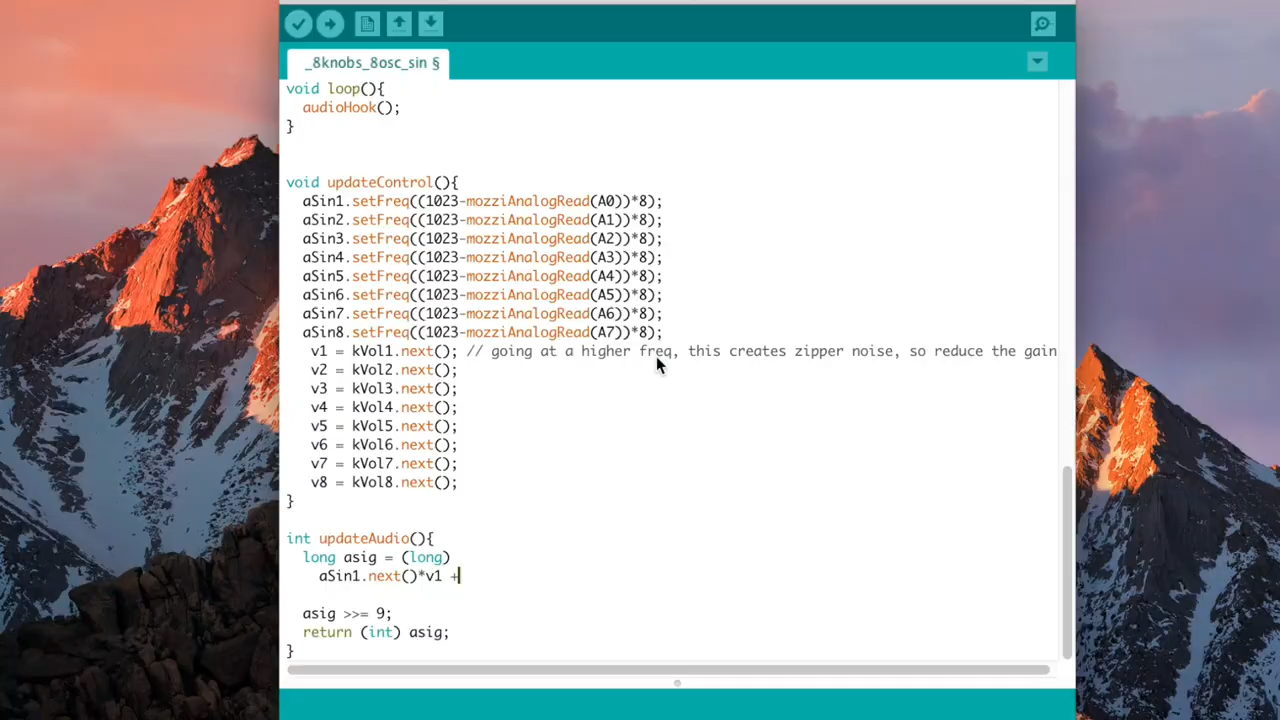 _8knobs_8osc_sin §
void loop(){
  audioHook();
}
void updateControl(){
  aSin1.setFreq((1023-mozziAnalogRead(A0))*8);
  aSin2.setFreq((1023-mozziAnalogRead(A1))*8);
  aSin3.setFreq((1023-mozziAnalogRead(A2))*8);
  aSin4.setFreq((1023-mozziAnalogRead(A3))*8);
  aSin5.setFreq((1023-mozziAnalogRead(A4))*8);
  aSin6.setFreq((1023-mozziAnalogRead(A5))*8);
  aSin7.setFreq((1023-mozziAnalogRead(A6))*8);
  aSin8.setFreq((1023-mozziAnalogRead(A7))*8);
   v1 = kVol1.next(); // going at a higher freq, this creates zipper noise, so reduce the gain
   v2 = kVol2.next();
   v3 = kVol3.next();
   v4 = kVol4.next();
   v5 = kVol5.next();
   v6 = kVol6.next();
   v7 = kVol7.next();
   v8 = kVol8.next();
}
int updateAudio(){
  long asig = (long)
    aSin1.next()*v1 +
  asig >>= 9;
  return (int) asig;
}